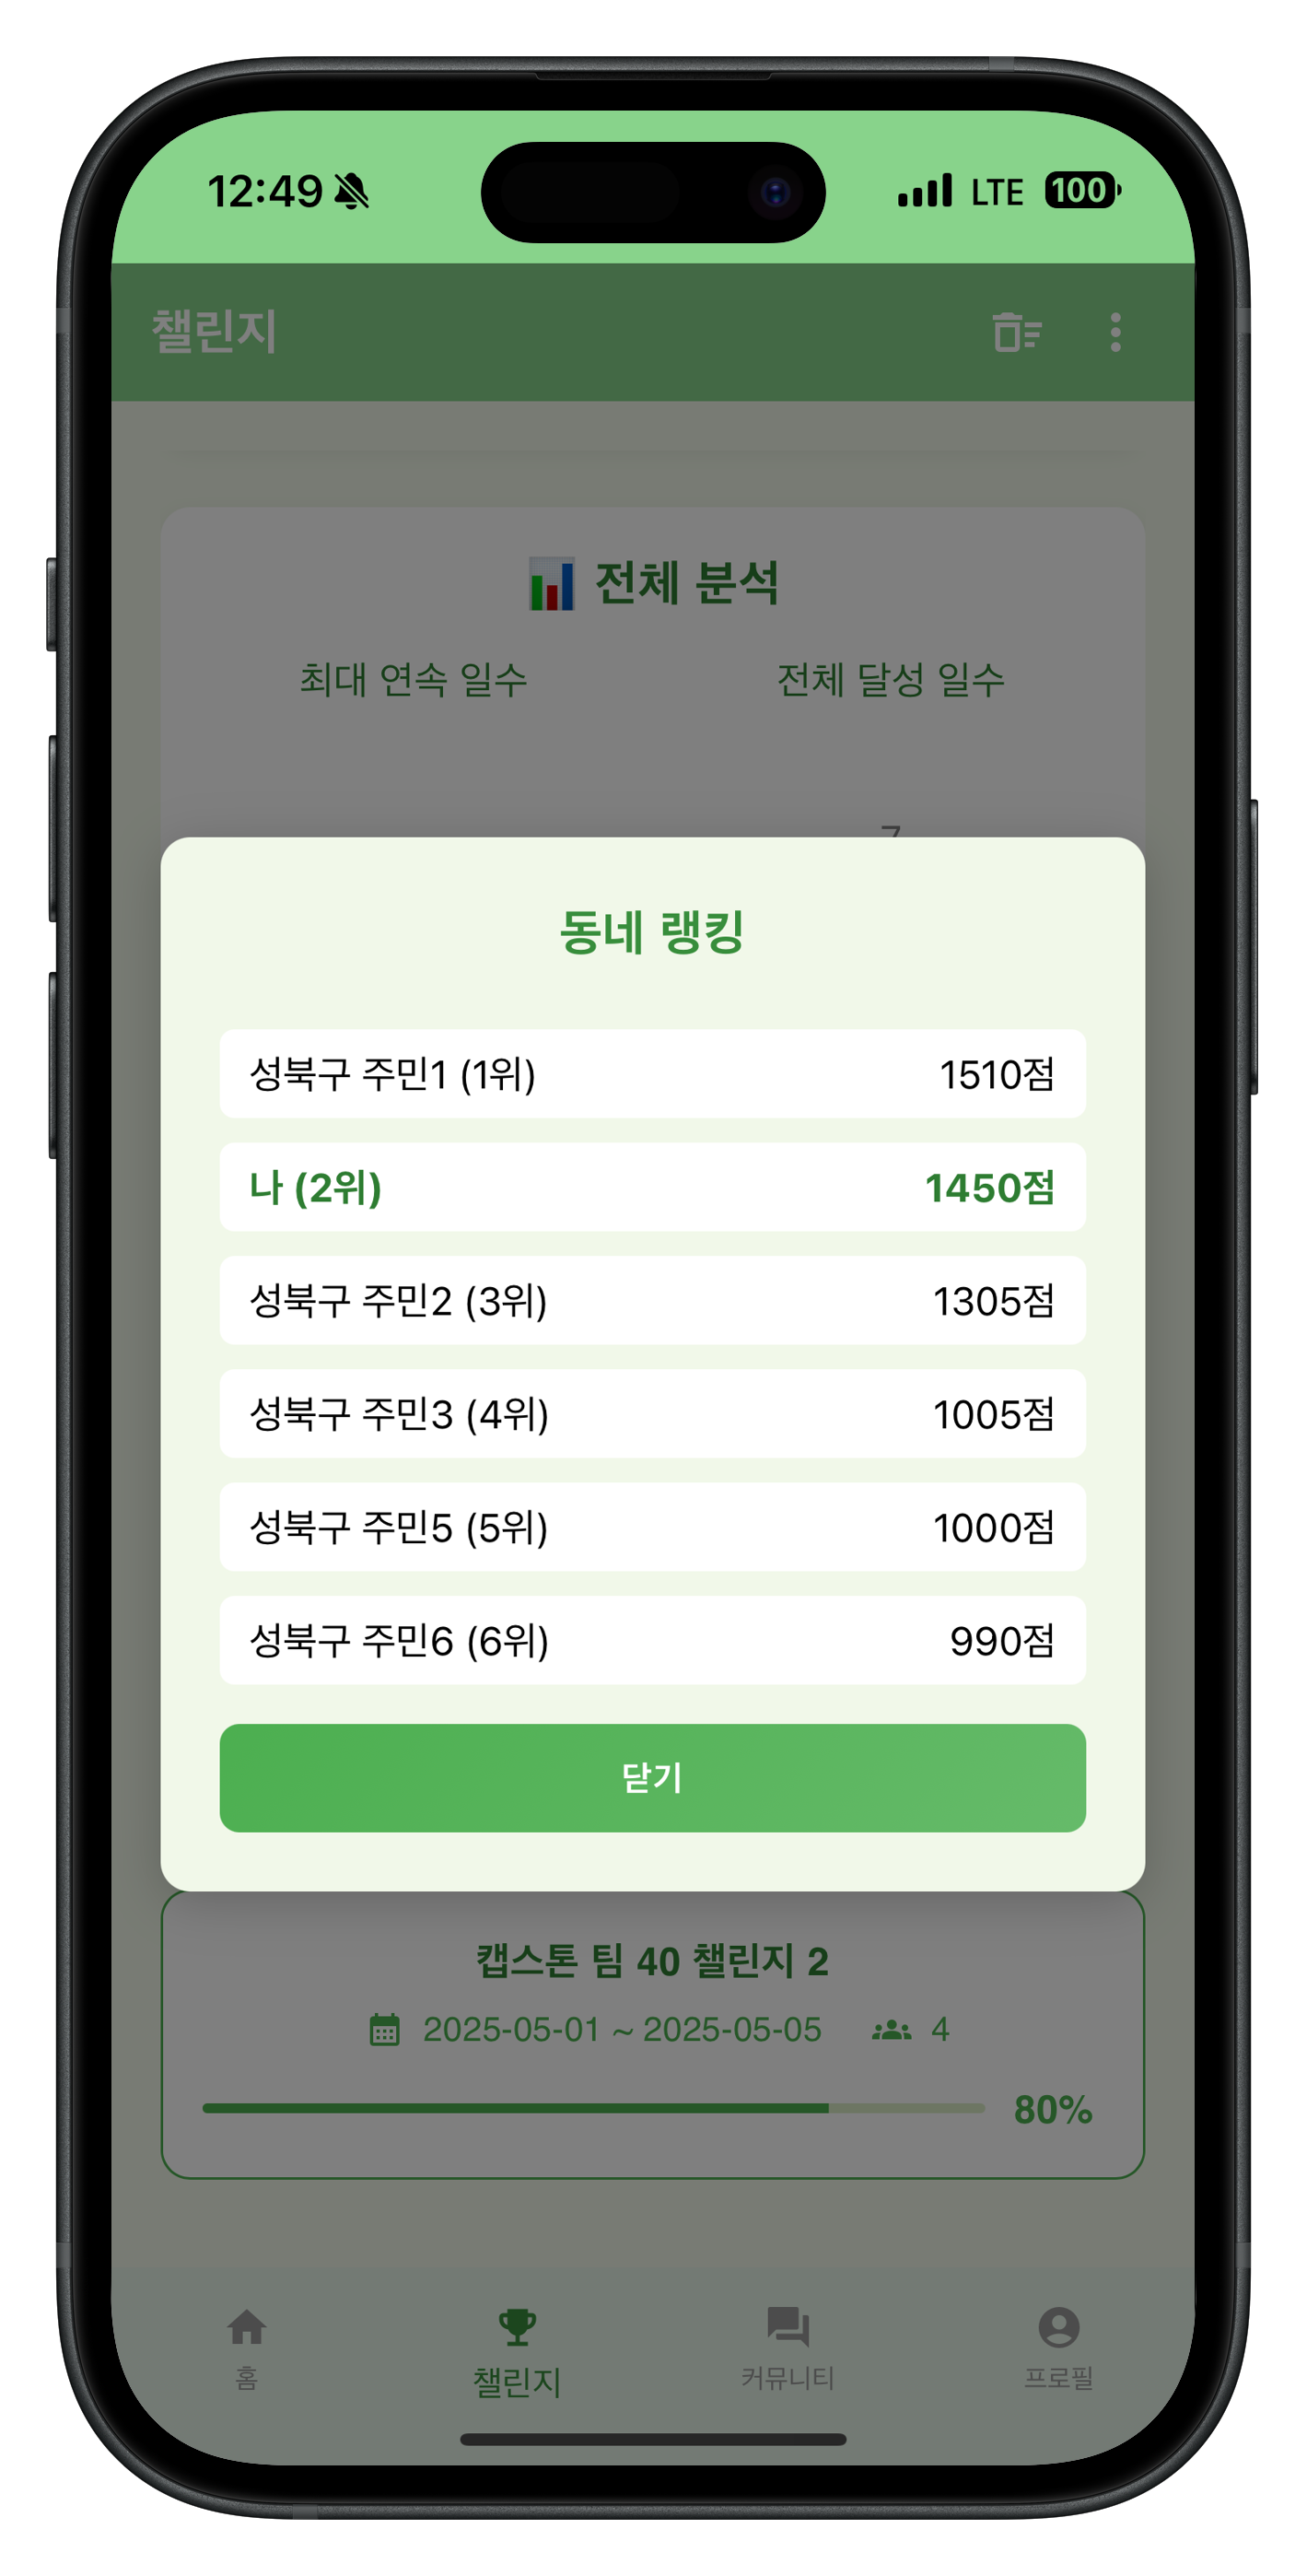 12:49 LTE 100
챌린지
전체 분석
최대 연속 일수 전체 달성 일수
7
동네 랭킹
성북구 주민1 (1위) 1510점
나 (2위) 1450점
성북구 주민2 (3위) 1305점
성북구 주민3 (4위) 1005점
성북구 주민5 (5위) 1000점
성북구 주민6 (6위) 990점
닫기
캡스톤 팀 40 챌린지 2
2025-05-01 ~ 2025-05-05 4
80%
홈 챌린지 커뮤니티 프로필